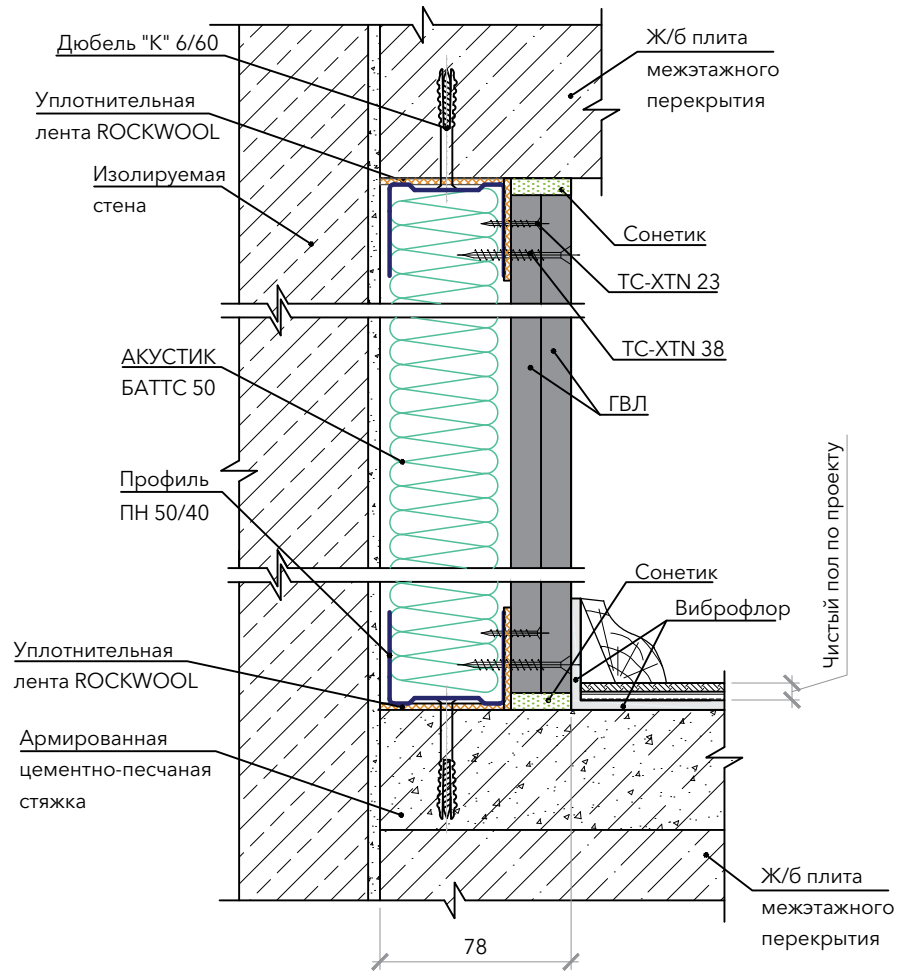 Дюбель "К" 6/60
Уплотнительная
лента ROCKWOOL
Изолируемая
стена
АКУСТИК
БАТТС 50
Профиль
ПН 50/40
Уплотнительная
лента ROCKWOOL
Армированная
цементно-песчаная
стяжка
Ж/б плита
межэтажного
перекрытия
Сонетик
ТС-XTN 23
ТС-XTN 38
ГВЛ
Сонетик
Виброфлор
Чистый пол по проекту
Ж/б плита
межэтажного
перекрытия
78